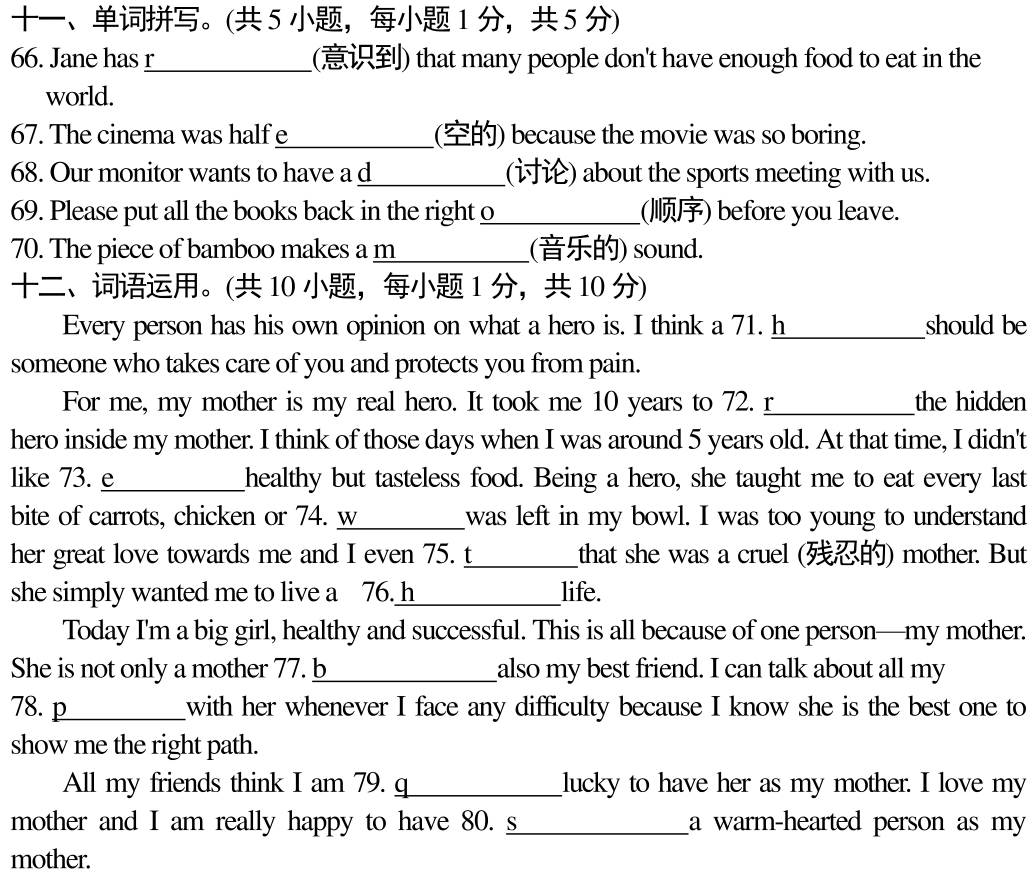 十一、单词拼写。(共 5 小题，每小题 1 分，共 5 分)
66. Jane has r____________(意识到) that many people don't have enough food to eat in the
world.
67. The cinema was half e___________(空的) because the movie was so boring.
68. Our monitor wants to have a d__________(讨论) about the sports meeting with us.
69. Please put all the books back in the right o___________(顺序) before you leave.
70. The piece of bamboo makes a m__________(音乐的) sound.
十二、词语运用。(共 10 小题，每小题 1 分，共 10 分)
Every person has his own opinion on what a hero is. I think a 71. h___________should be
someone who takes care of you and protects you from pain.
For me, my mother is my real hero. It took me 10 years to 72. r___________the hidden
hero inside my mother. I think of those days when I was around 5 years old. At that time, I didn't
like 73. e__________healthy but tasteless food. Being a hero, she taught me to eat every last
bite of carrots, chicken or 74. w________was left in my bowl. I was too young to understand
her great love towards me and I even 75. t________that she was a cruel (残忍的) mother. But
she simply wanted me to live a 76. h___________life.
Today I'm a big girl, healthy and successful. This is all because of one person—my mother.
She is not only a mother 77. b____________also my best friend. I can talk about all my
78. p_________with her whenever I face any difficulty because I know she is the best one to
show me the right path.
All my friends think I am 79. q___________lucky to have her as my mother. I love my
mother and I am really happy to have 80. s____________a warm-hearted person as my
mother.